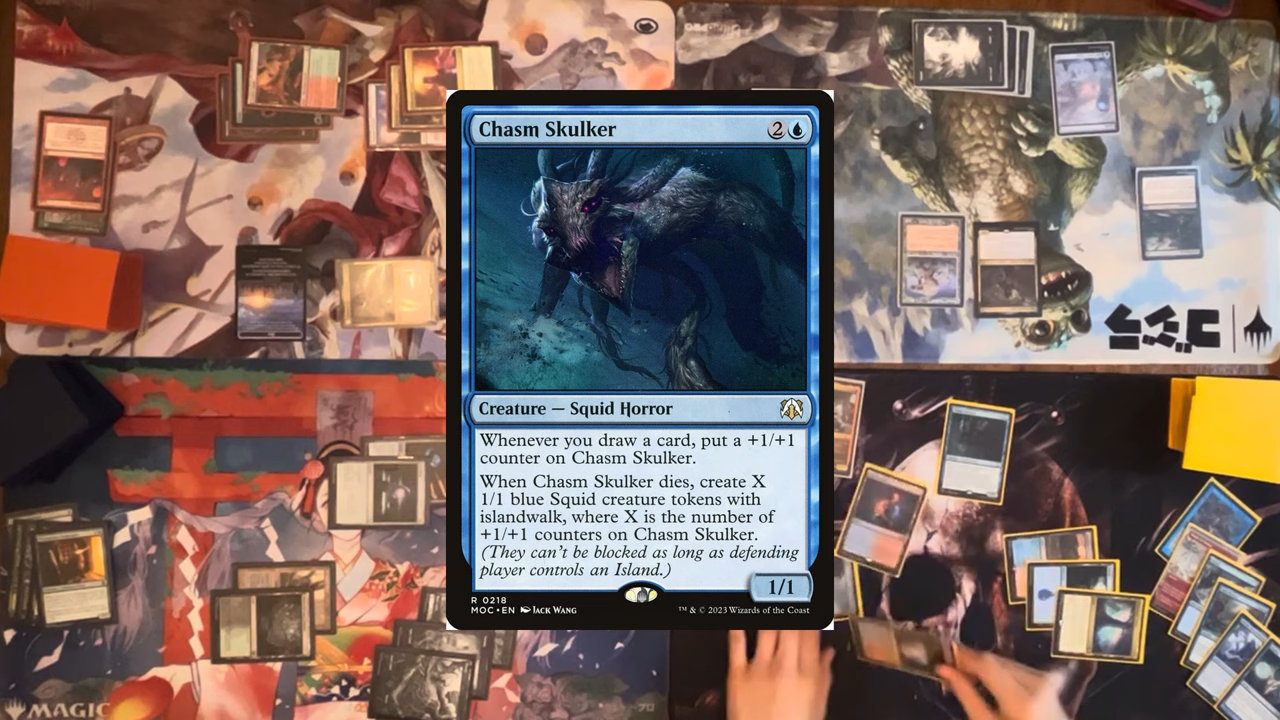 Chasm Skulker
2
Creature — Squid Horror
Whenever you draw a card, put a +1/+1
counter on Chasm Skulker.
When Chasm Skulker dies, create X
1/1 blue Squid creature tokens with
islandwalk, where X is the number of
+1/+1 counters on Chasm Skulker.
(They can't be blocked as long as defending
player controls an Island.)
1/1
R 0218
MOC • EN Jack Wang
™ & © 2023 Wizards of the Coast
MAGIC